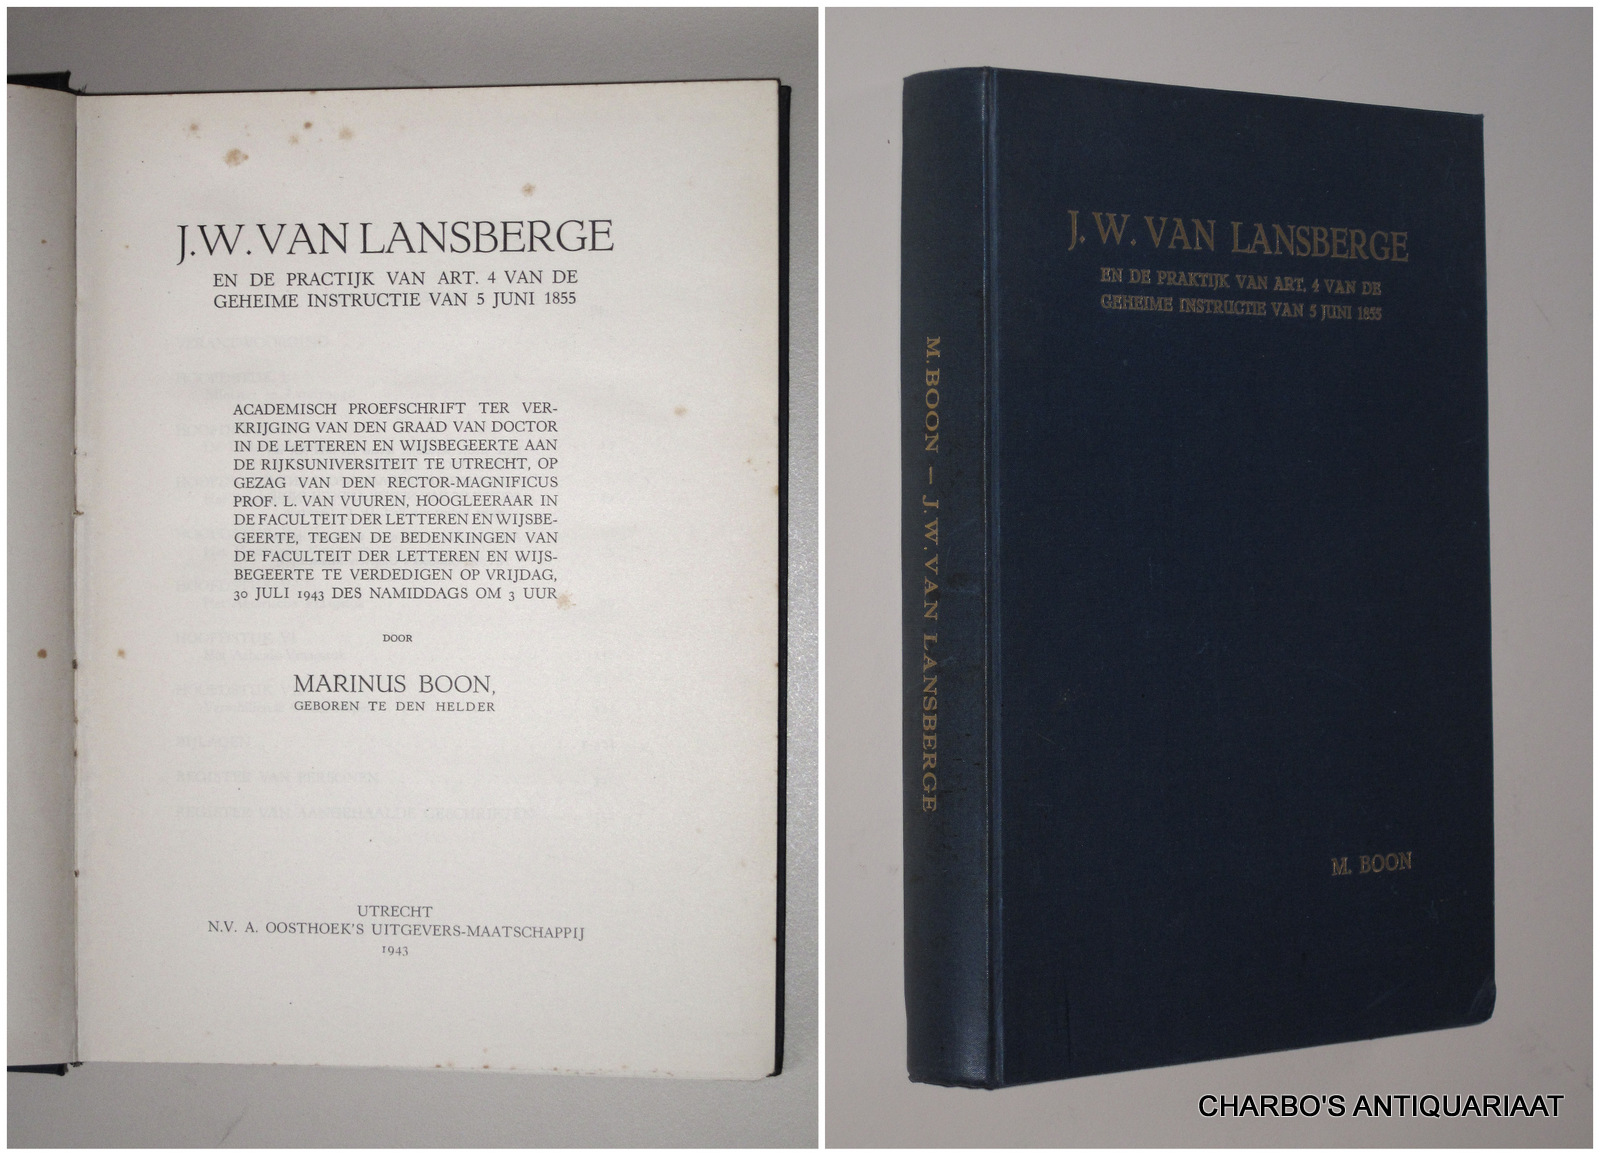 J.W. VAN LANSBERGE
EN DE PRACTIJK VAN ART. 4 VAN DE
GEHEIME INSTRUCTIE VAN 5 JUNI 1855
ACADEMISCH PROEFSCHRIFT TER VER-
KRIJGING VAN DEN GRAAD VAN DOCTOR
IN DE LETTEREN EN WIJSBEGEERTE AAN
DE RIJKSUNIVERSITEIT TE UTRECHT, OP
GEZAG VAN DEN RECTOR-MAGNIFICUS
PROF. L. VAN VUUREN, HOOGLEERAAR IN
DE FACULTEIT DER LETTEREN EN WIJSBE-
GEERTE, TEGEN DE BEDENKINGEN VAN
DE FACULTEIT DER LETTEREN EN WIJS-
BEGEERTE TE VERDEDIGEN OP VRIJDAG,
30 JULI 1943 DES NAMIDDAGS OM 3 UUR
DOOR
MARINUS BOON,
GEBOREN TE DEN HELDER
UTRECHT
N.V. A. OOSTHOEK'S UITGEVERS-MAATSCHAPPIJ
1943
M. BOON — J.W. VAN LANSBERGE
J. W. VAN LANSBERGE
EN DE PRAKTIJK VAN ART. 4 VAN DE
GEHEIME INSTRUCTIE VAN 5 JUNI 1855
M. BOON
CHARBO'S ANTIQUARIAAT